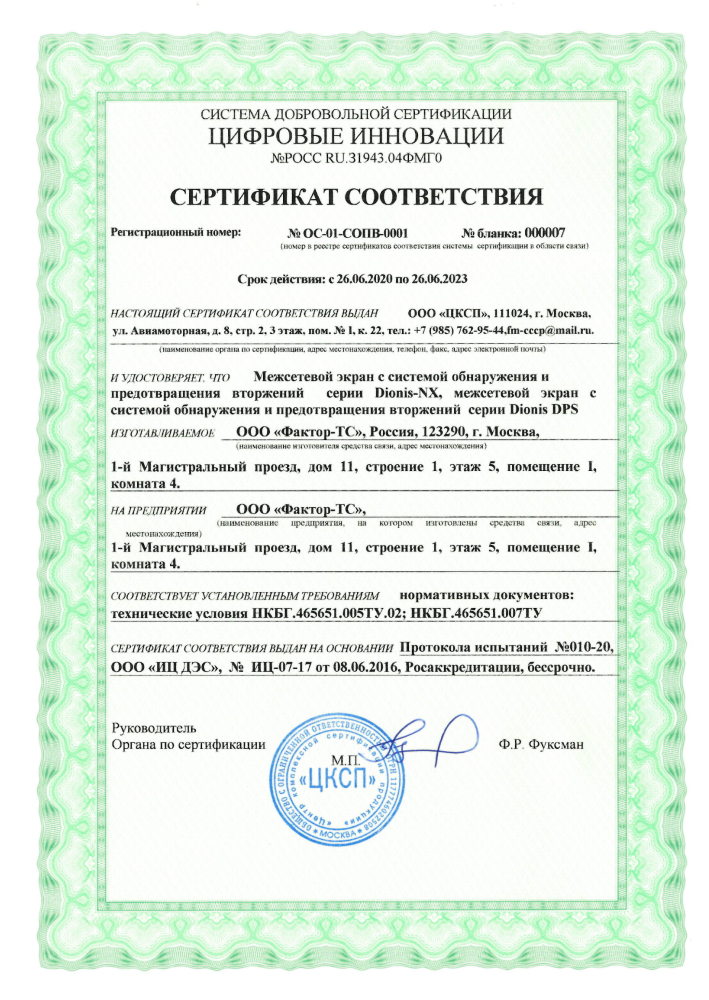 СИСТЕМА ДОБРОВОЛЬНОЙ СЕРТИФИКАЦИИ
ЦИФРОВЫЕ ИННОВАЦИИ
№РОСС RU.31943.04ФМГ0
СЕРТИФИКАТ СООТВЕТСТВИЯ
Регистрационный номер: № ОС-01-СОПВ-0001 № бланка: 000007
(номер в реестре сертификатов соответствия системы сертификации в области связи)
Срок действия: с 26.06.2020 по 26.06.2023
НАСТОЯЩИЙ СЕРТИФИКАТ СООТВЕТСТВИЯ ВЫДАН ООО «ЦКСП», 111024, г. Москва,
ул. Авиамоторная, д. 8, стр. 2, 3 этаж, пом. № I, к. 22, тел.: +7 (985) 762-95-44,fm-cccp@mail.ru.
(наименование органа по сертификации, адрес местонахождения, телефон, факс, адрес электронной почты)
И УДОСТОВЕРЯЕТ, ЧТО Межсетевой экран с системой обнаружения и
предотвращения вторжений серии Dionis-NX, межсетевой экран с
системой обнаружения и предотвращения вторжений серии Dionis DPS
ИЗГОТАВЛИВАЕМОЕ ООО «Фактор-ТС», Россия, 123290, г. Москва,
(наименование изготовителя средства связи, адрес местонахождения)
1-й Магистральный проезд, дом 11, строение 1, этаж 5, помещение I,
комната 4.
НА ПРЕДПРИЯТИИ ООО «Фактор-ТС»,
(наименование предприятия, на котором изготовлены средства связи, адрес
местонахождения)
1-й Магистральный проезд, дом 11, строение 1, этаж 5, помещение I,
комната 4.
СООТВЕТСТВУЕТ УСТАНОВЛЕННЫМ ТРЕБОВАНИЯМ нормативных документов:
технические условия НКБГ.465651.005ТУ.02; НКБГ.465651.007ТУ
СЕРТИФИКАТ СООТВЕТСТВИЯ ВЫДАН НА ОСНОВАНИИ Протокола испытаний №010-20,
ООО «ИЦ ДЭС», № ИЦ-07-17 от 08.06.2016, Росаккредитации, бессрочно.
Руководитель
Органа по сертификации Ф.Р. Фуксман
М.П.
ОБЩЕСТВО С ОГРАНИЧЕННОЙ ОТВЕТСТВЕННОСТЬЮ ОГРН
«Центр комплексной сертификации продукции»
«ЦКСП»
МОСКВА